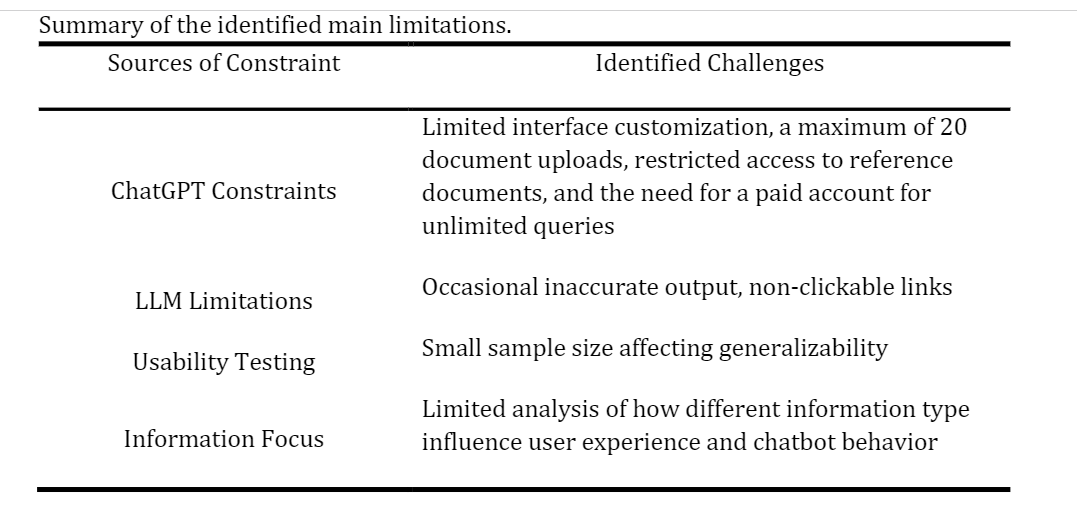 Summary of the identified main limitations.
Sources of Constraint
Identified Challenges
ChatGPT Constraints
Limited interface customization, a maximum of 20
document uploads, restricted access to reference
documents, and the need for a paid account for
unlimited queries
LLM Limitations
Occasional inaccurate output, non-clickable links
Usability Testing
Small sample size affecting generalizability
Information Focus
Limited analysis of how different information type
influence user experience and chatbot behavior